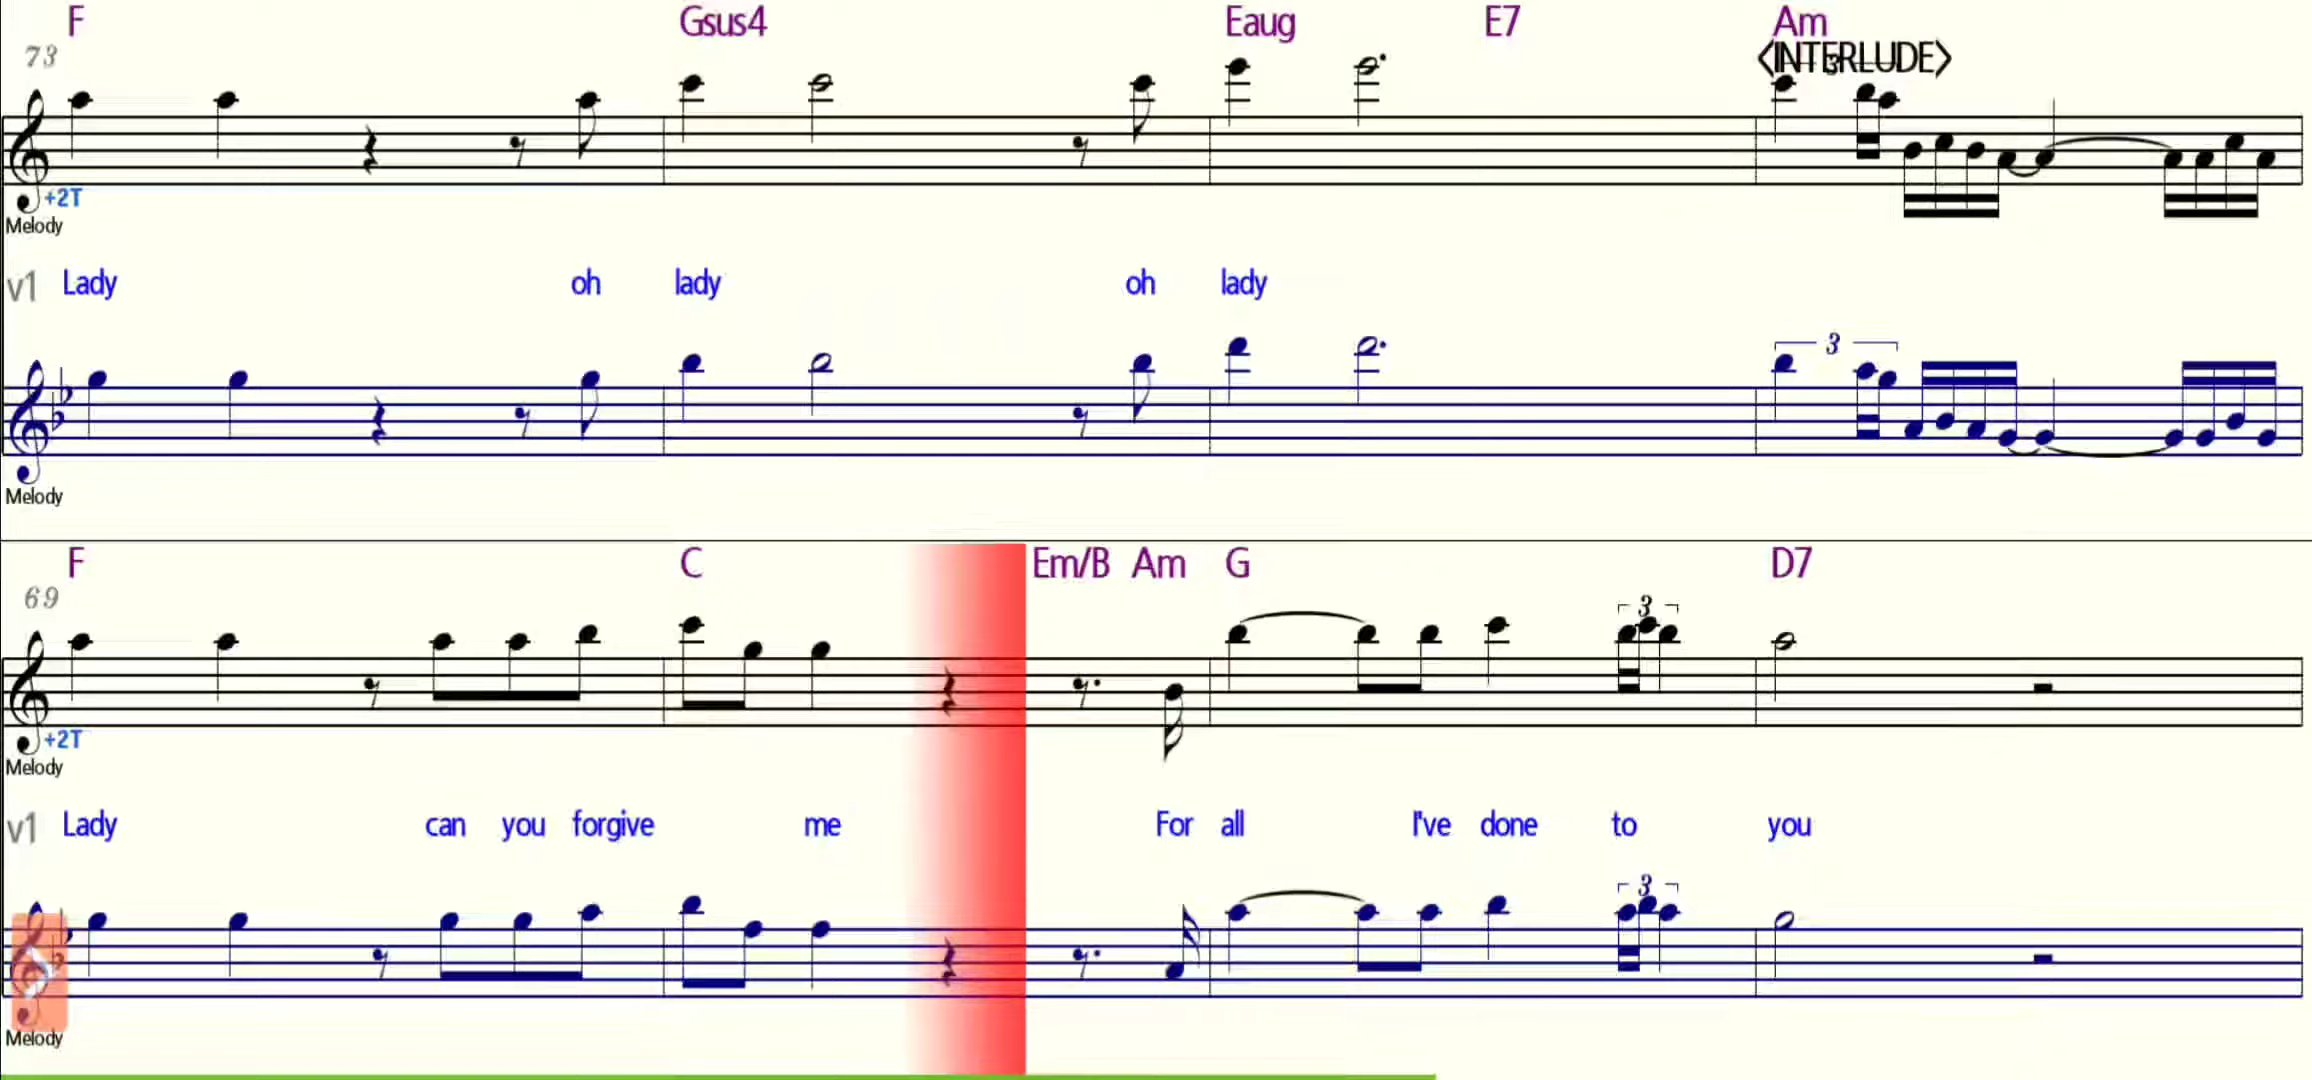 F Gsus4 Eaug E7 Am
73 <INTERLUDE>
3
+2T
Melody
v1 Lady oh lady oh lady
3
Melody
F C Em/B Am G D7
69
3
+2T
Melody
v1 Lady can you forgive me For all I've done to you
3
Melody